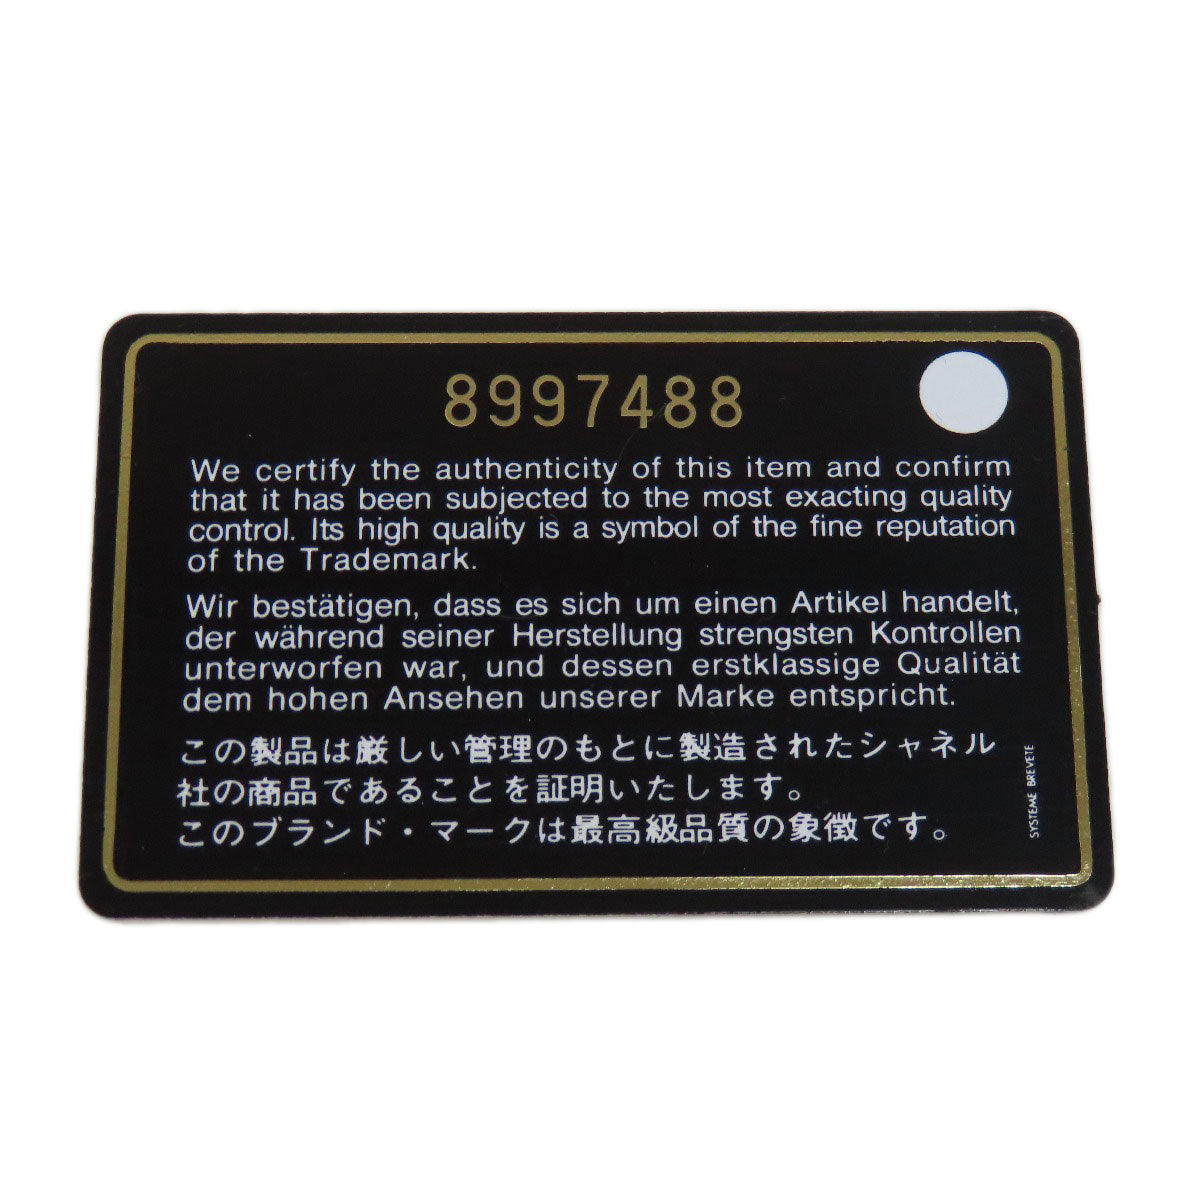 8997488
We certify the authenticity of this item and confirm
that it has been subjected to the most exacting quality
control. Its high quality is a symbol of the fine reputation
of the Trademark.
Wir bestätigen, dass es sich um einen Artikel handelt,
der während seiner Herstellung strengsten Kontrollen
unterworfen war, und dessen erstklassige Qualität
dem hohen Ansehen unserer Marke entspricht.
この製品は厳しい管理のもとに製造されたシャネル
社の商品であることを証明いたします。
このブランド・マークは最高級品質の象徴です。
SYSTEME BREVETE